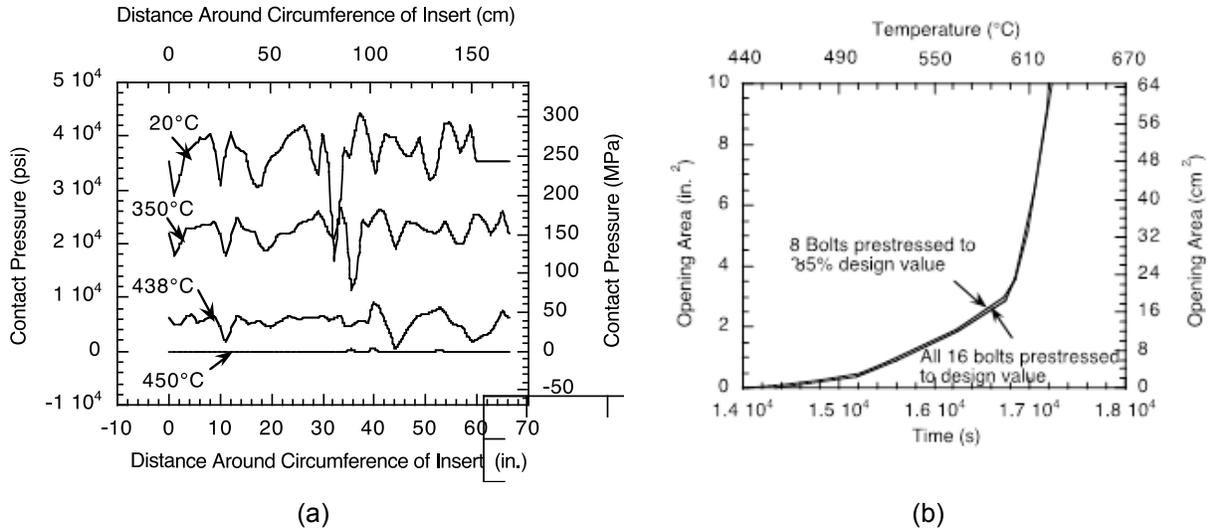 Distance Around Circumference of Insert (cm)
0 50 100 150
5 10⁴
4 10⁴
3 10⁴
2 10⁴
1 10⁴
0
-1 10⁴
Contact Pressure (psi)
20°C
350°C
438°C
450°C
300
250
200
150
100
50
0
-50
Contact Pressure (MPa)
-10 0 10 20 30 40 50 60 70
Distance Around Circumference of Insert (in.)
(a)
Temperature (°C)
440 490 550 610 670
10
8
6
4
2
0
Opening Area (in. ²)
8 Bolts prestressed to
85% design value
All 16 bolts prestressed
to design value
64
56
48
40
32
24
16
8
0
Opening Area (cm ²)
1.4 10⁴ 1.5 10⁴ 1.6 10⁴ 1.7 10⁴ 1.8 10⁴
Time (s)
(b)